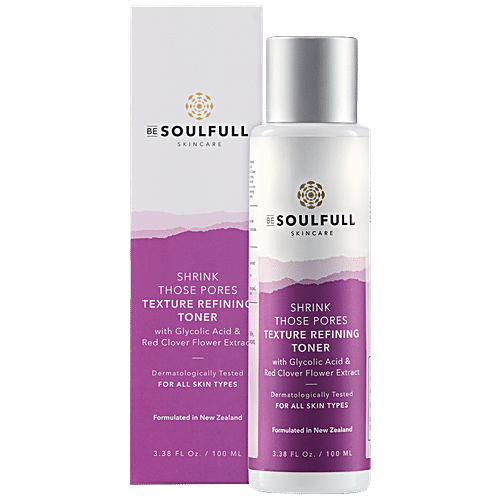 BE SOULFULL
SKINCARE
SHRINK
THOSE PORES
TEXTURE REFINING
TONER
with Glycolic Acid &
Red Clover Flower Extract
Dermatologically Tested
FOR ALL SKIN TYPES
Formulated in New Zealand
3.38 FL Oz. / 100 ML
BE SOULFULL
SKINCARE
SHRINK
THOSE PORES
TEXTURE REFINING
TONER
with Glycolic Acid &
Red Clover Flower Extract
Dermatologically Tested
FOR ALL SKIN TYPES
Formulated in New Zealand
3.38 FL Oz. / 100 ML